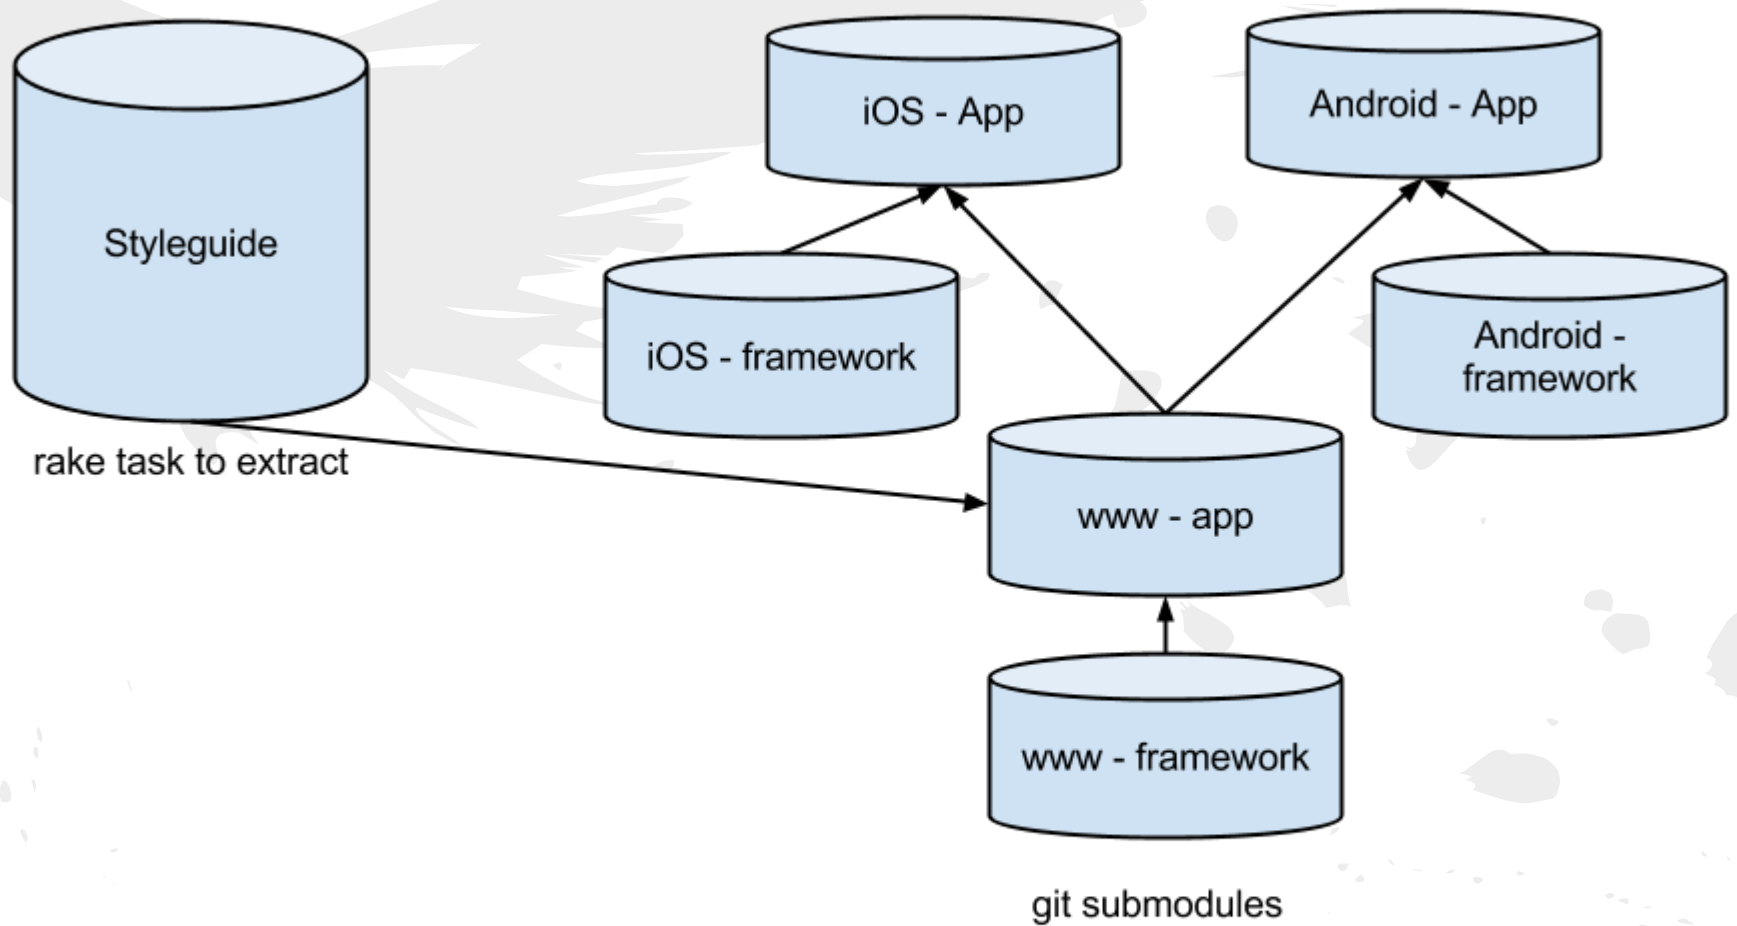 iOS - App
Android - App
Styleguide
iOS - framework
Android -
framework
rake task to extract
www - app
www - framework
git submodules